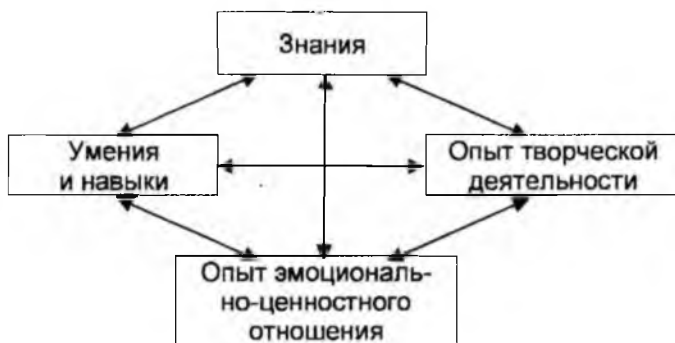 Знания
Умения
и навыки
Опыт творческой
деятельности
Опыт эмоциональ-
но-ценностного
отношения